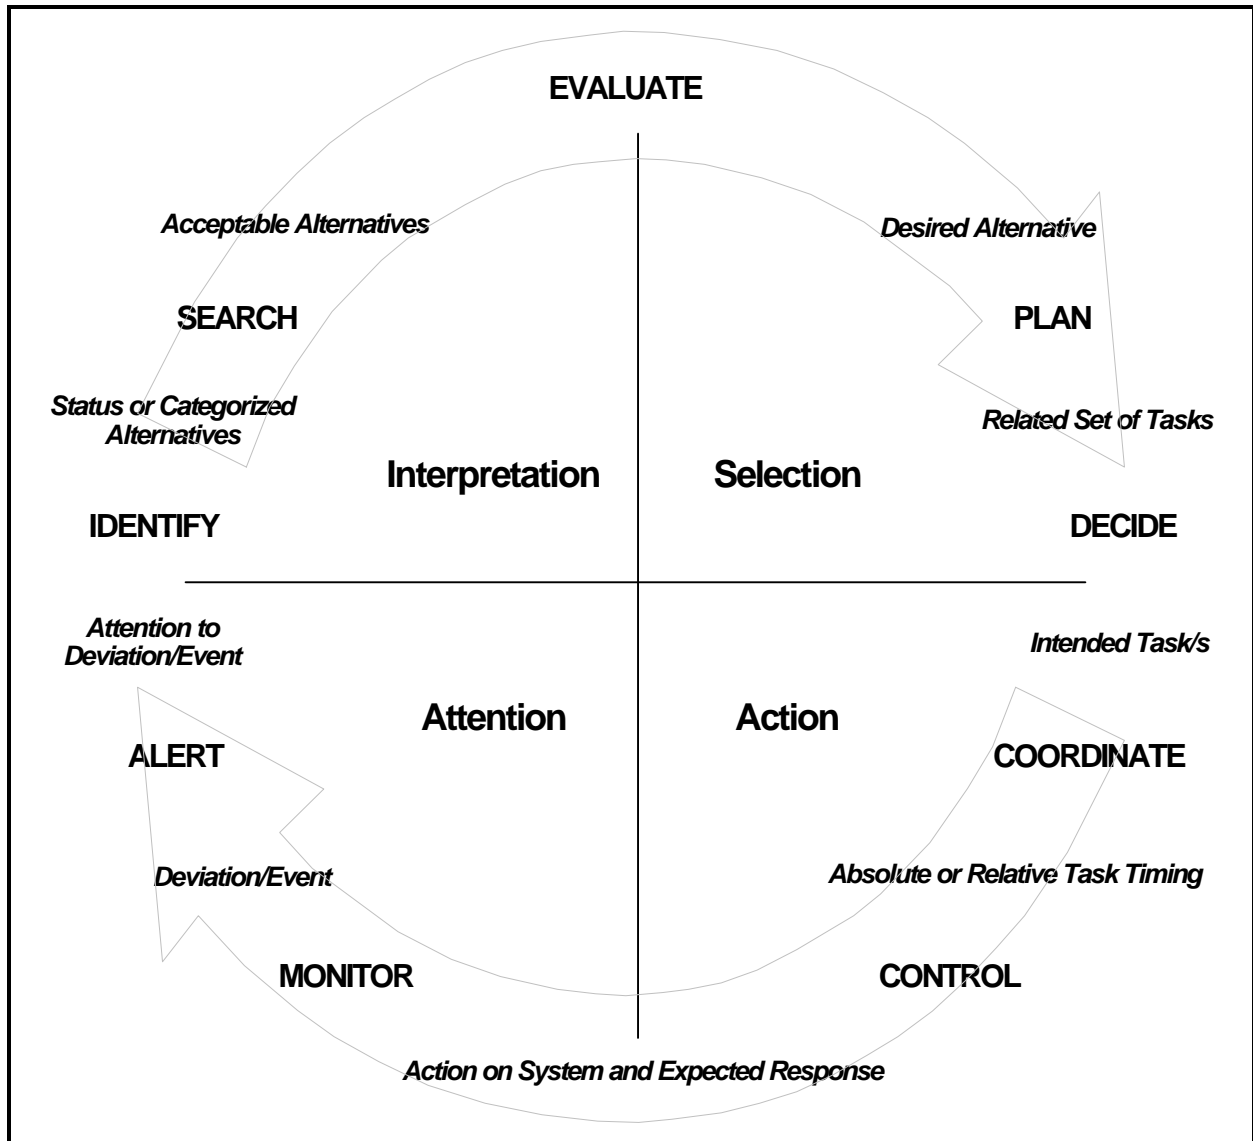 EVALUATE
Acceptable Alternatives
Desired Alternative
SEARCH
PLAN
Status or Categorized
Alternatives
Related Set of Tasks
Interpretation
Selection
IDENTIFY
DECIDE
Attention to
Deviation/Event
Intended Task/s
Attention
Action
ALERT
COORDINATE
Deviation/Event
Absolute or Relative Task Timing
MONITOR
CONTROL
Action on System and Expected Response